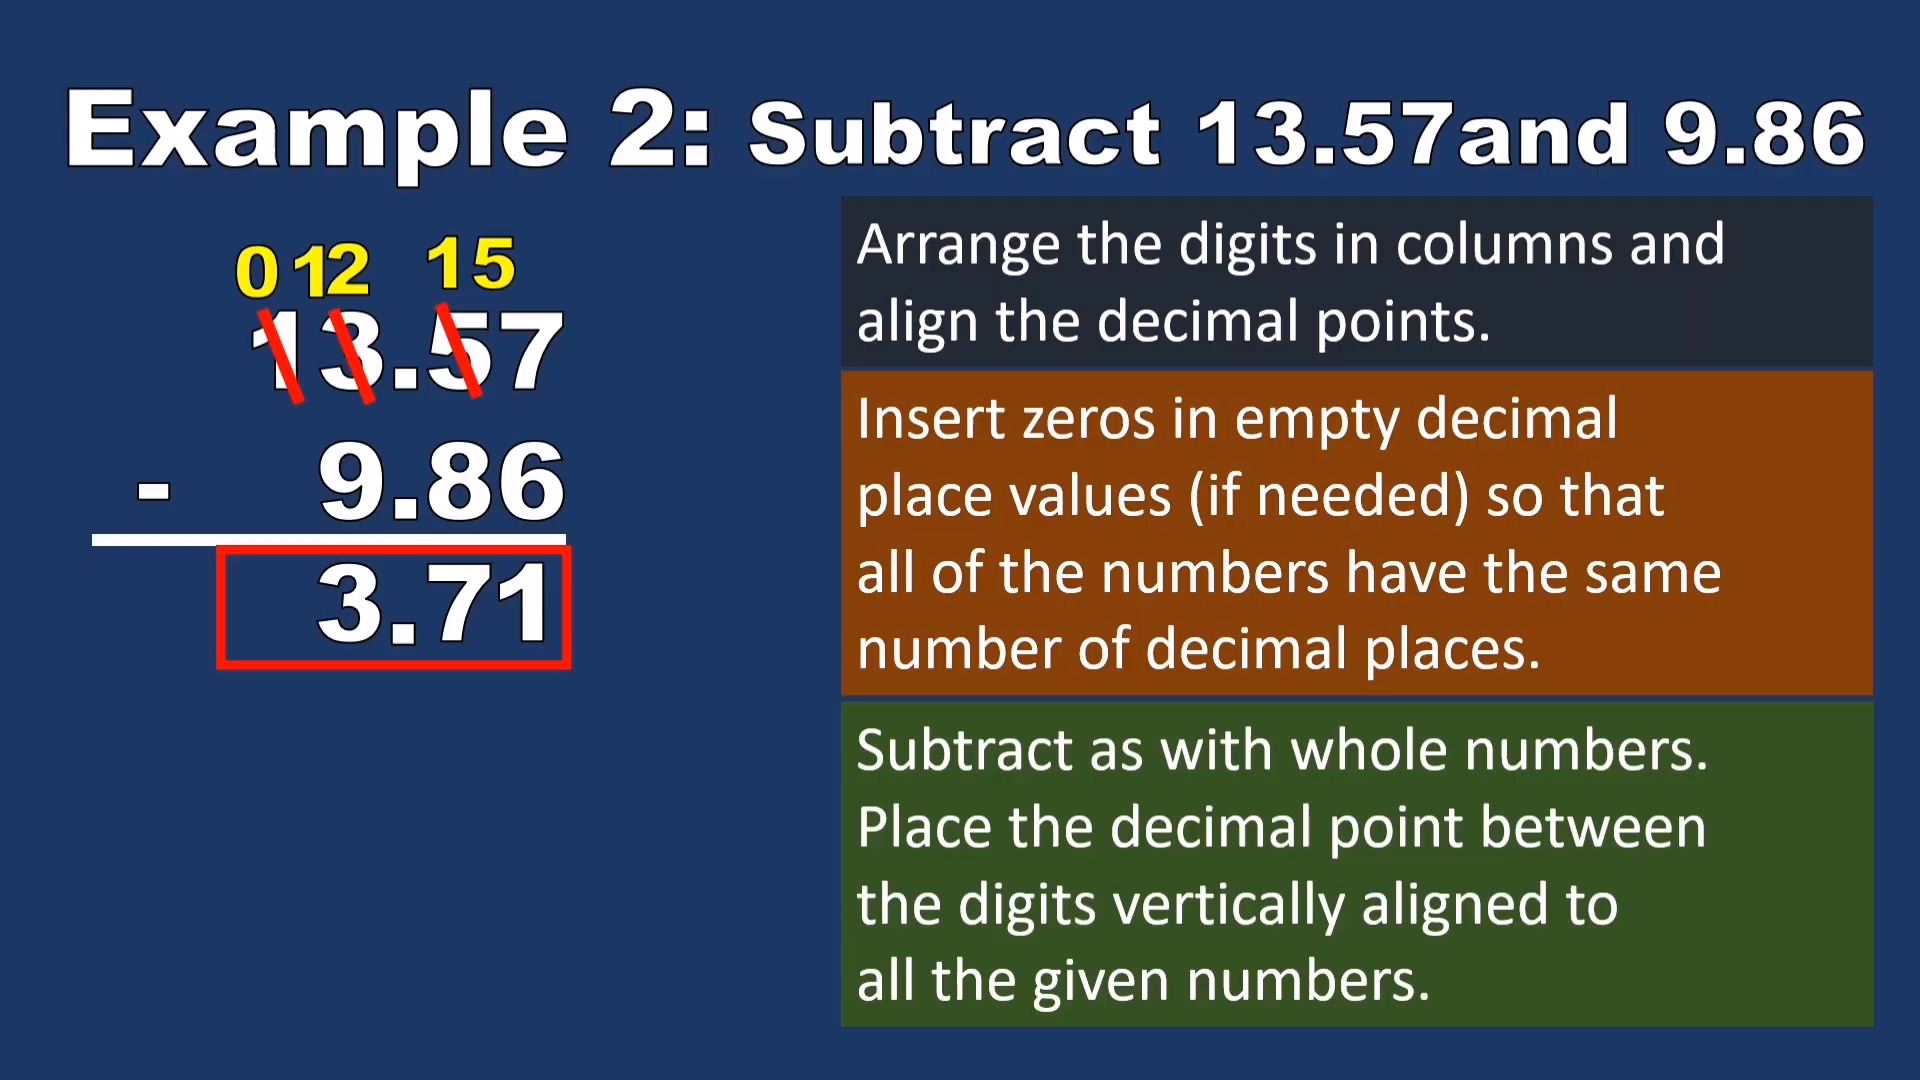 Example 2: Subtract 13.57and 9.86
0 12 15
13.57
- 9.86
3.71
Arrange the digits in columns and
align the decimal points.
Insert zeros in empty decimal
place values (if needed) so that
all of the numbers have the same
number of decimal places.
Subtract as with whole numbers.
Place the decimal point between
the digits vertically aligned to
all the given numbers.